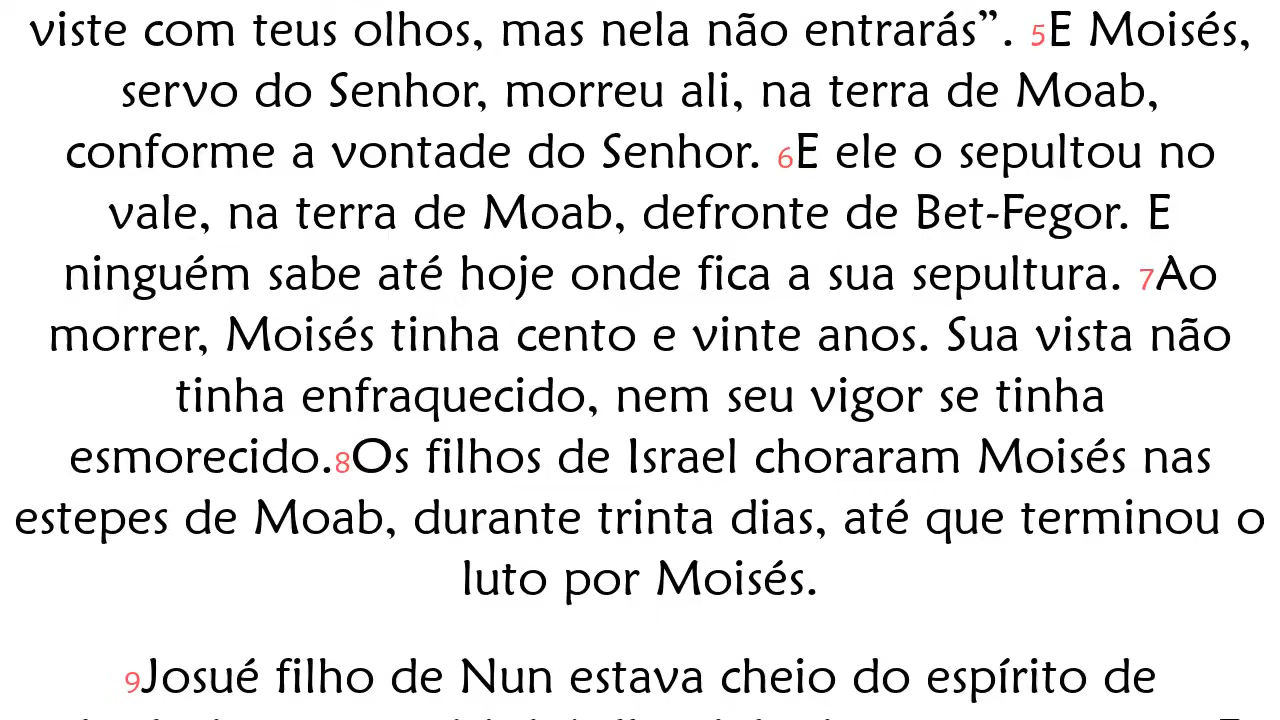 viste com teus olhos, mas nela não entrarás”. 5E Moisés,
servo do Senhor, morreu ali, na terra de Moab,
conforme a vontade do Senhor. 6E ele o sepultou no
vale, na terra de Moab, defronte de Bet-Fegor. E
ninguém sabe até hoje onde fica a sua sepultura. 7Ao
morrer, Moisés tinha cento e vinte anos. Sua vista não
tinha enfraquecido, nem seu vigor se tinha
esmorecido.8Os filhos de Israel choraram Moisés nas
estepes de Moab, durante trinta dias, até que terminou o
luto por Moisés.
9Josué filho de Nun estava cheio do espírito de